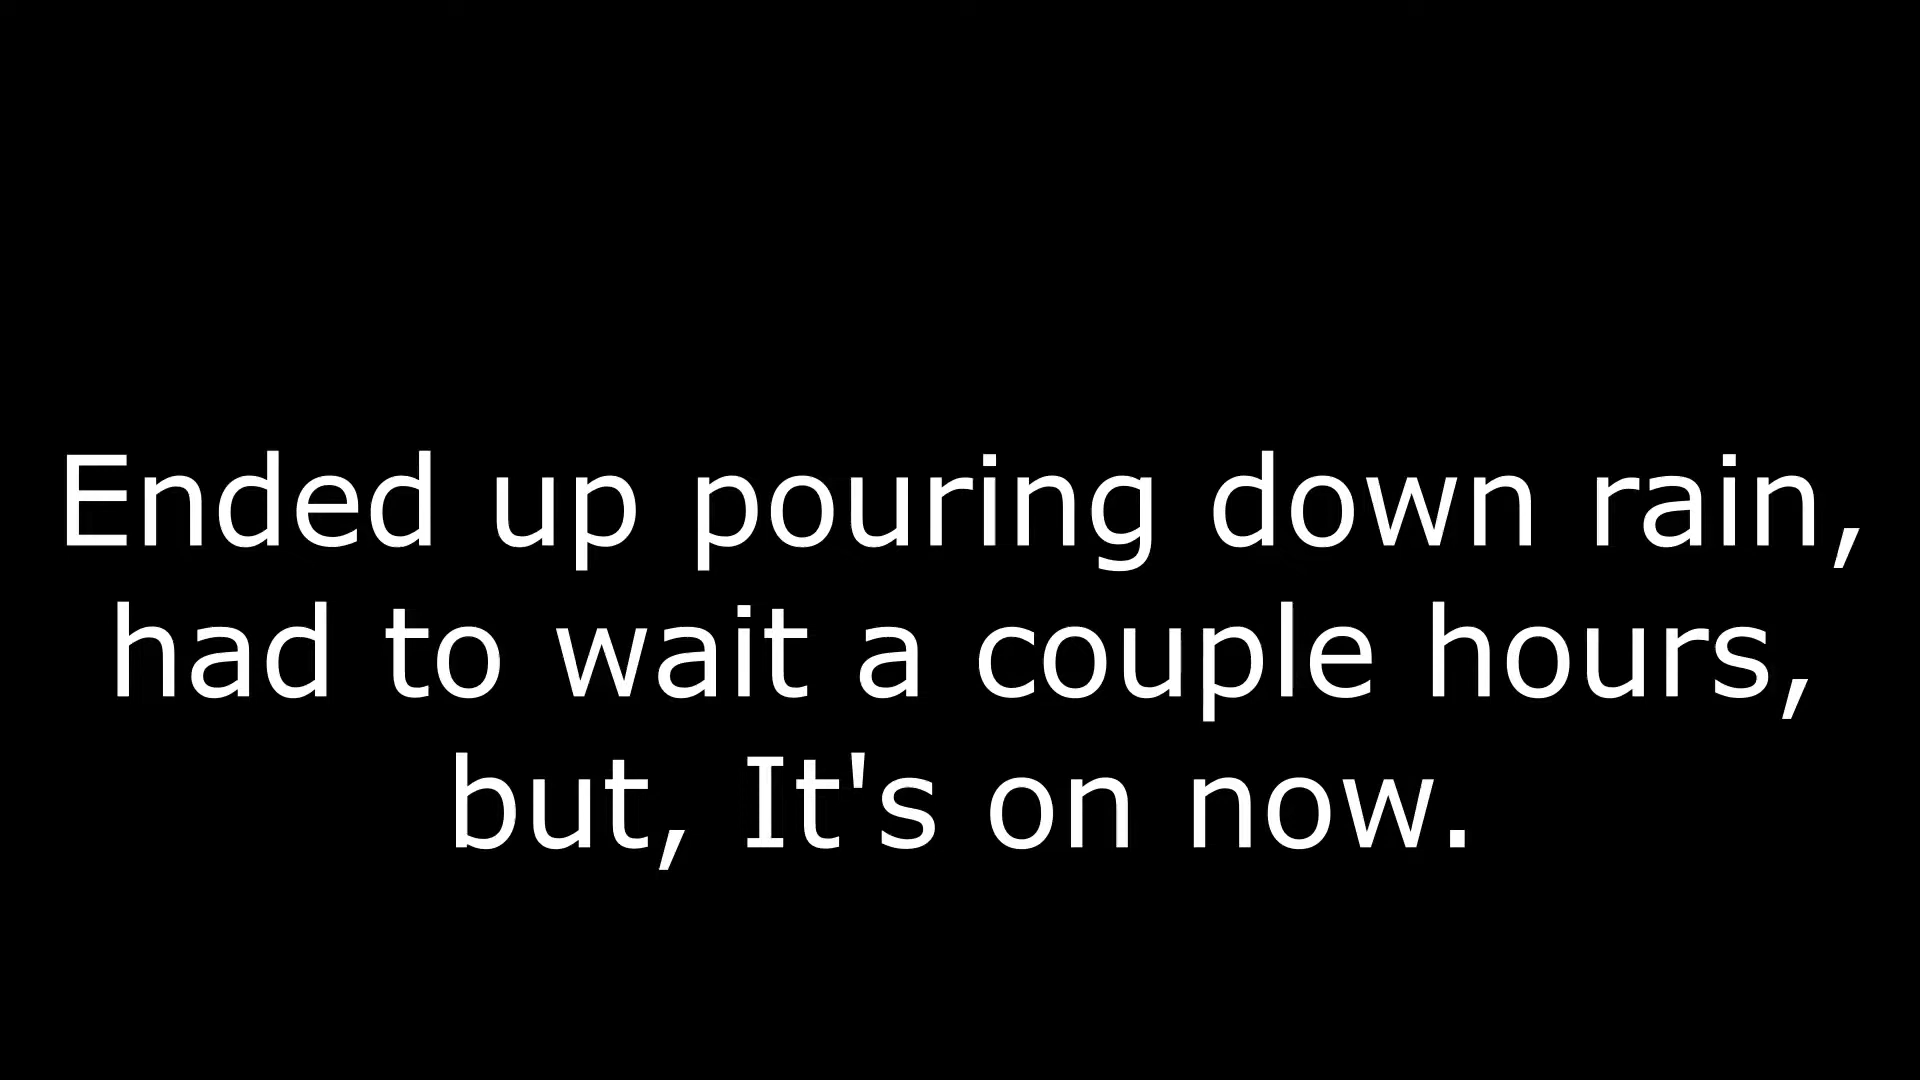 Ended up pouring down rain,
had to wait a couple hours,
but, It's on now.